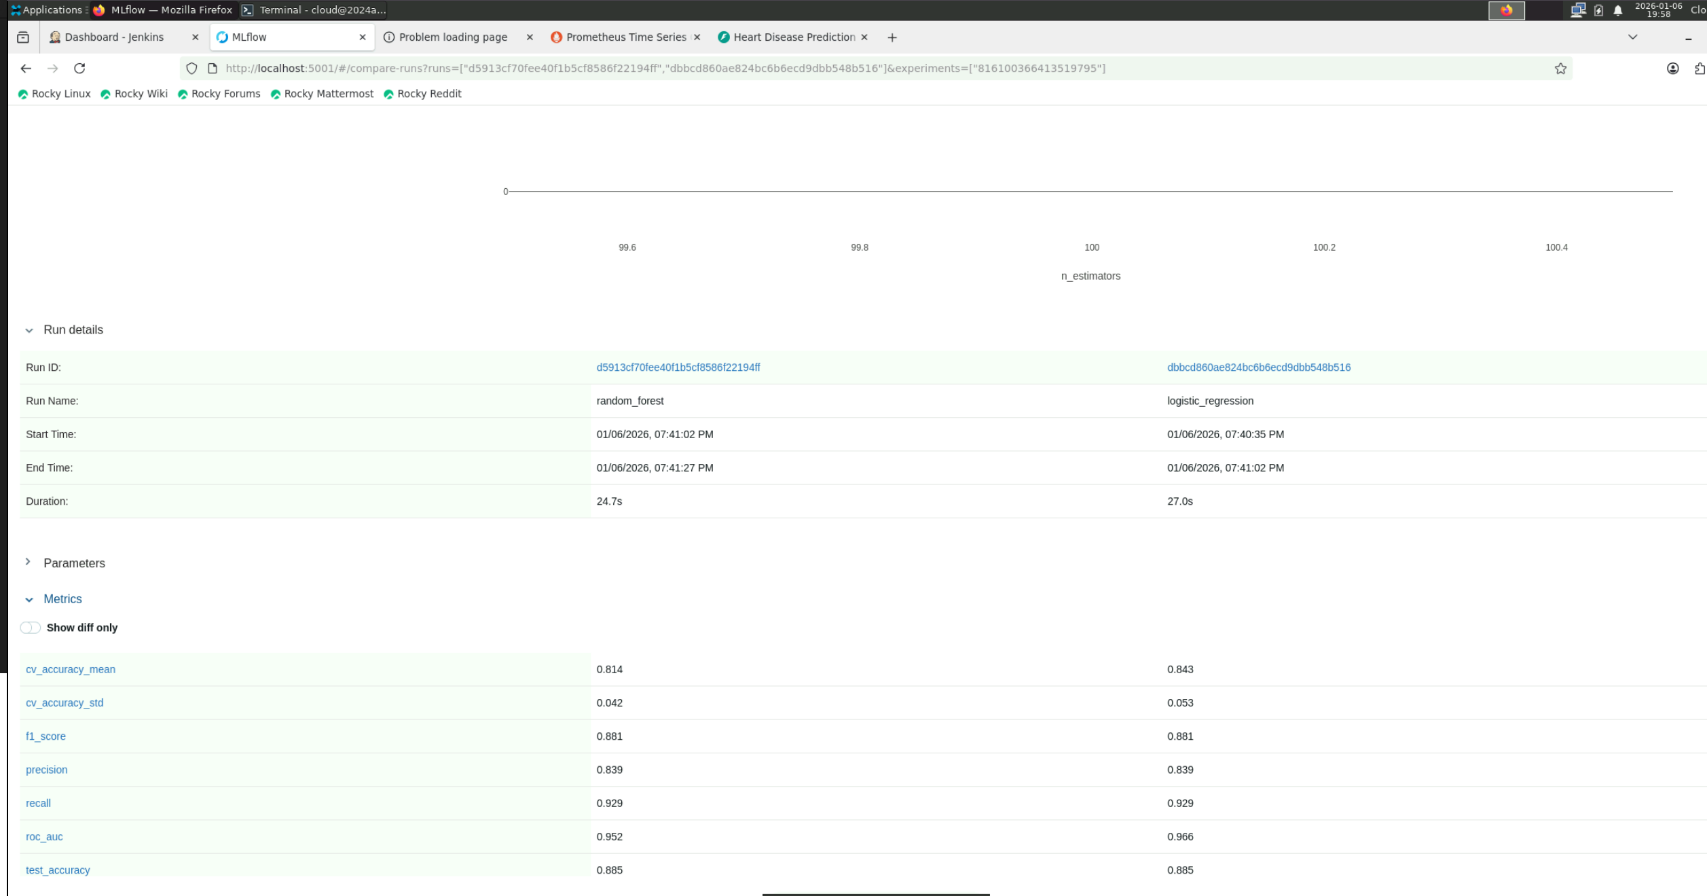 Applications MLflow — Mozilla Firefox Terminal - cloud@2024a... 2026-01-06 Clo
19:58
Dashboard - Jenkins MLflow Problem loading page Prometheus Time Series Heart Disease Prediction
http://localhost:5001/#/compare-runs?runs=["d5913cf70fee40f1b5cf8586f22194ff","dbbcd860ae824bc6b6ecd9dbb548b516"]&experiments=["816100366413519795"]
Rocky Linux Rocky Wiki Rocky Forums Rocky Mattermost Rocky Reddit
0
99.6 99.8 100 100.2 100.4
n_estimators
Run details
Run ID: d5913cf70fee40f1b5cf8586f22194ff dbbcd860ae824bc6b6ecd9dbb548b516
Run Name: random_forest logistic_regression
Start Time: 01/06/2026, 07:41:02 PM 01/06/2026, 07:40:35 PM
End Time: 01/06/2026, 07:41:27 PM 01/06/2026, 07:41:02 PM
Duration: 24.7s 27.0s
Parameters
Metrics
Show diff only
cv_accuracy_mean 0.814 0.843
cv_accuracy_std 0.042 0.053
f1_score 0.881 0.881
precision 0.839 0.839
recall 0.929 0.929
roc_auc 0.952 0.966
test_accuracy 0.885 0.885